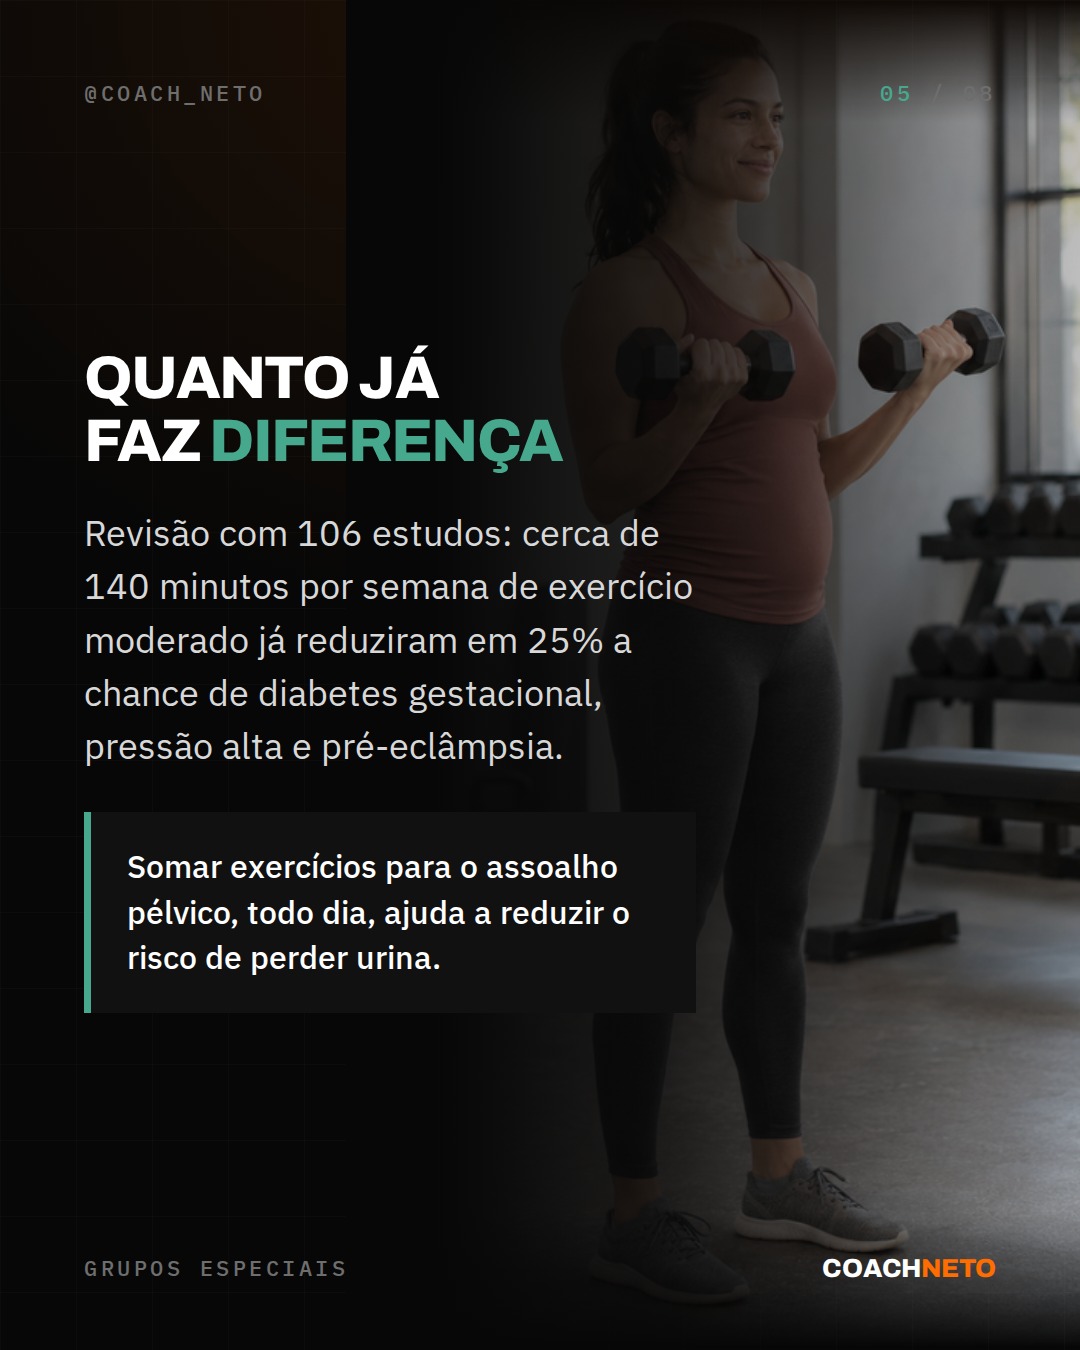 @COACH_NETO
05 / 08
QUANTO JÁ
FAZ DIFERENÇA
Revisão com 106 estudos: cerca de
140 minutos por semana de exercício
moderado já reduziram em 25% a
chance de diabetes gestacional,
pressão alta e pré-eclâmpsia.
Somar exercícios para o assoalho
pélvico, todo dia, ajuda a reduzir o
risco de perder urina.
GRUPOS ESPECIAIS
COACHNETO